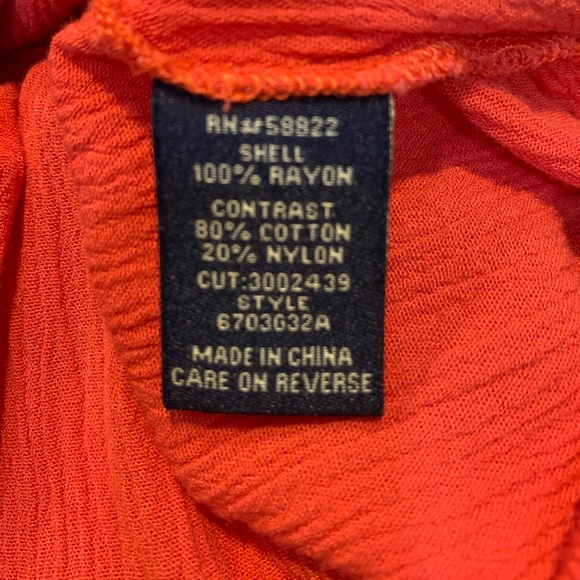 RN#58822
SHELL
100% RAYON
CONTRAST
80% COTTON
20% NYLON
CUT:3002439
STYLE
6703G32A
MADE IN CHINA
CARE ON REVERSE